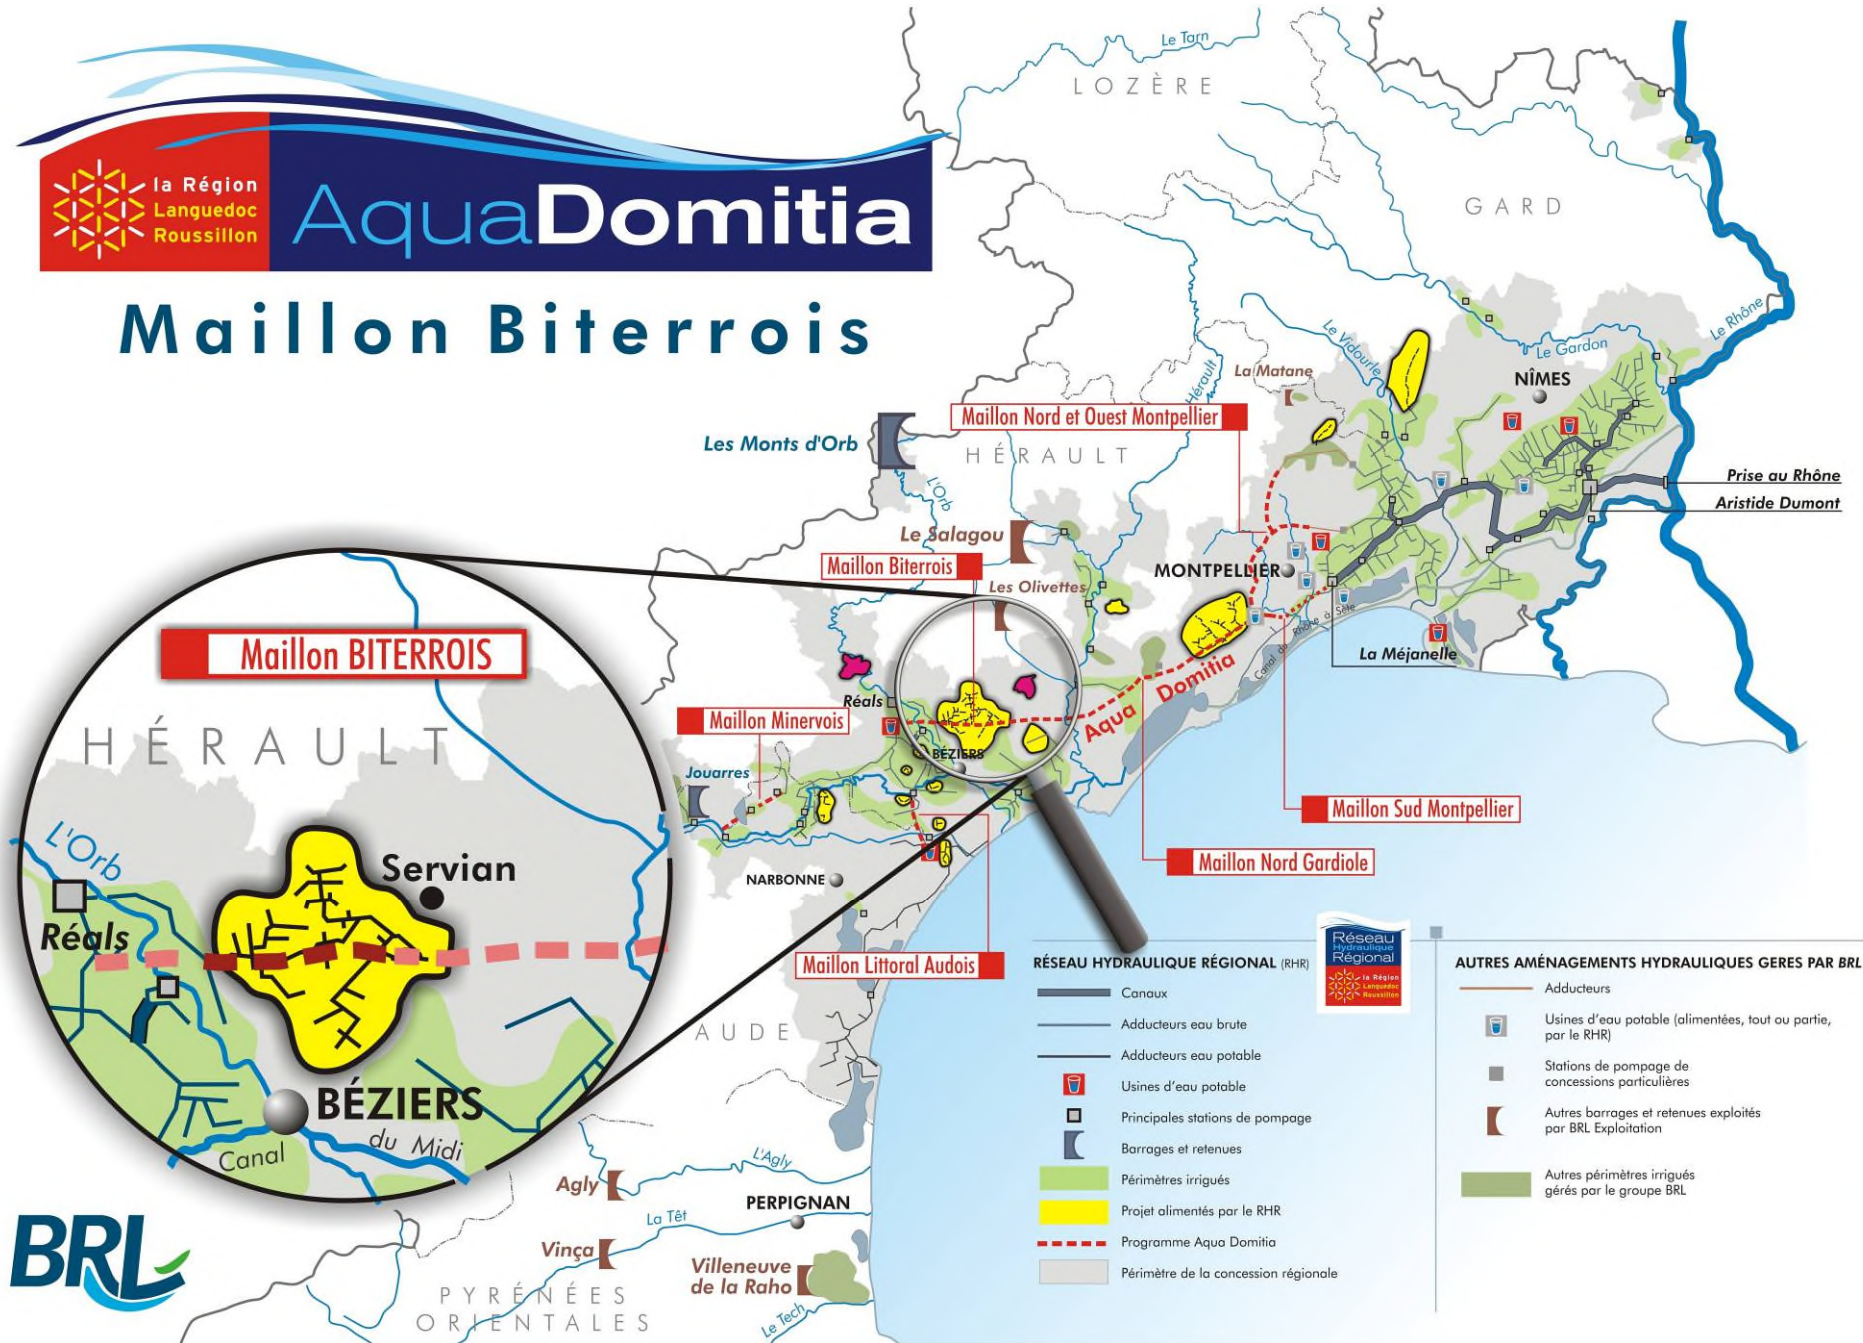 la Région
Languedoc
Roussillon
AquaDomitia
Maillon Biterrois
Le Tarn
LOZÈRE
GARD
Le Rhône
Le Vidourle
Le Gardon
La Matane
Hérault
NÎMES
Maillon Nord et Ouest Montpellier
Les Monts d'Orb
HÉRAULT
L'Orb
Prise au Rhône
Aristide Dumont
Le Salagou
Maillon Biterrois
Les Olivettes
MONTPELLIER
Canal du Rhône à Sète
La Méjanelle
Aqua Domitia
Réals
Maillon Minervois
BÉZIERS
Jouarres
Maillon Sud Montpellier
Maillon Nord Gardiole
NARBONNE
Maillon Littoral Audois
AUDE
Maillon BITERROIS
HÉRAULT
L'Orb
Servian
Réals
BÉZIERS
Canal du Midi
L'Agly
Agly
PERPIGNAN
La Têt
Vinça
Villeneuve
de la Raho
PYRÉNÉES
ORIENTALES
Le Tech
BRL
Réseau
Hydraulique
Régional
la Région
Languedoc
Roussillon
RÉSEAU HYDRAULIQUE RÉGIONAL (RHR)
Canaux
Adducteurs eau brute
Adducteurs eau potable
Usines d'eau potable
Principales stations de pompage
Barrages et retenues
Périmètres irrigués
Projet alimentés par le RHR
Programme Aqua Domitia
Périmètre de la concession régionale
AUTRES AMÉNAGEMENTS HYDRAULIQUES GERES PAR BRL
Adducteurs
Usines d'eau potable (alimentées, tout ou partie,
par le RHR)
Stations de pompage de
concessions particulières
Autres barrages et retenues exploités
par BRL Exploitation
Autres périmètres irrigués
gérés par le groupe BRL